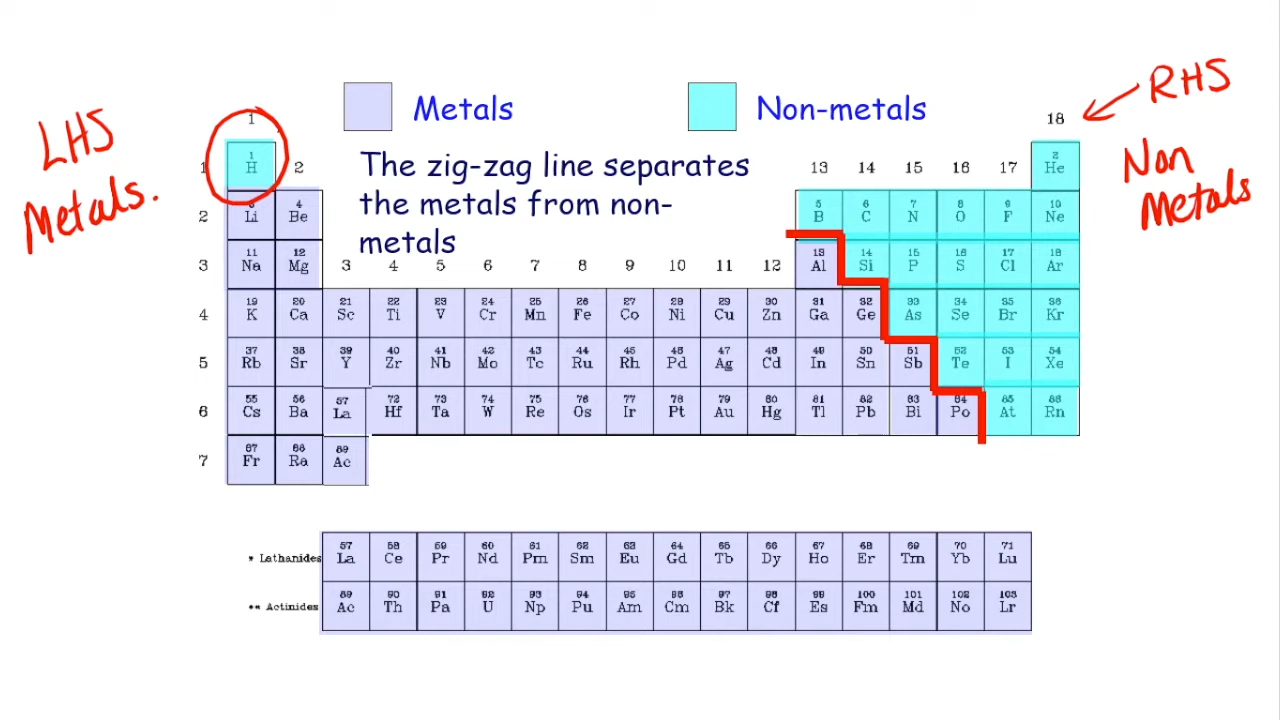 Metals
Non-metals
RHS
LHS
Metals.
Non
Metals
The zig-zag line separates
the metals from non-
metals
1 18
1 2 13 14 15 16 17
1 2
H He
2
3 4 5 6 7 8 9 10
Li Be B C N O F Ne
3 3 4 5 6 7 8 9 10 11 12
11 12 13 14 15 16 17 18
Na Mg Al Si P S Cl Ar
4
19 20 21 22 23 24 25 26 27 28 29 30 31 32 33 34 35 36
K Ca Sc Ti V Cr Mn Fe Co Ni Cu Zn Ga Ge As Se Br Kr
5
37 38 39 40 41 42 43 44 45 46 47 48 49 50 51 52 53 54
Rb Sr Y Zr Nb Mo Tc Ru Rh Pd Ag Cd In Sn Sb Te I Xe
6
55 56 57 72 73 74 75 76 77 78 79 80 81 82 83 84 85 86
Cs Ba La Hf Ta W Re Os Ir Pt Au Hg Tl Pb Bi Po At Rn
7
87 88 89
Fr Ra Ac
57 58 59 60 61 62 63 64 65 66 67 68 69 70 71
* Lathanides La Ce Pr Nd Pm Sm Eu Gd Tb Dy Ho Er Tm Yb Lu
89 90 91 92 93 94 95 96 97 98 99 100 101 102 103
** Actinides Ac Th Pa U Np Pu Am Cm Bk Cf Es Fm Md No Lr